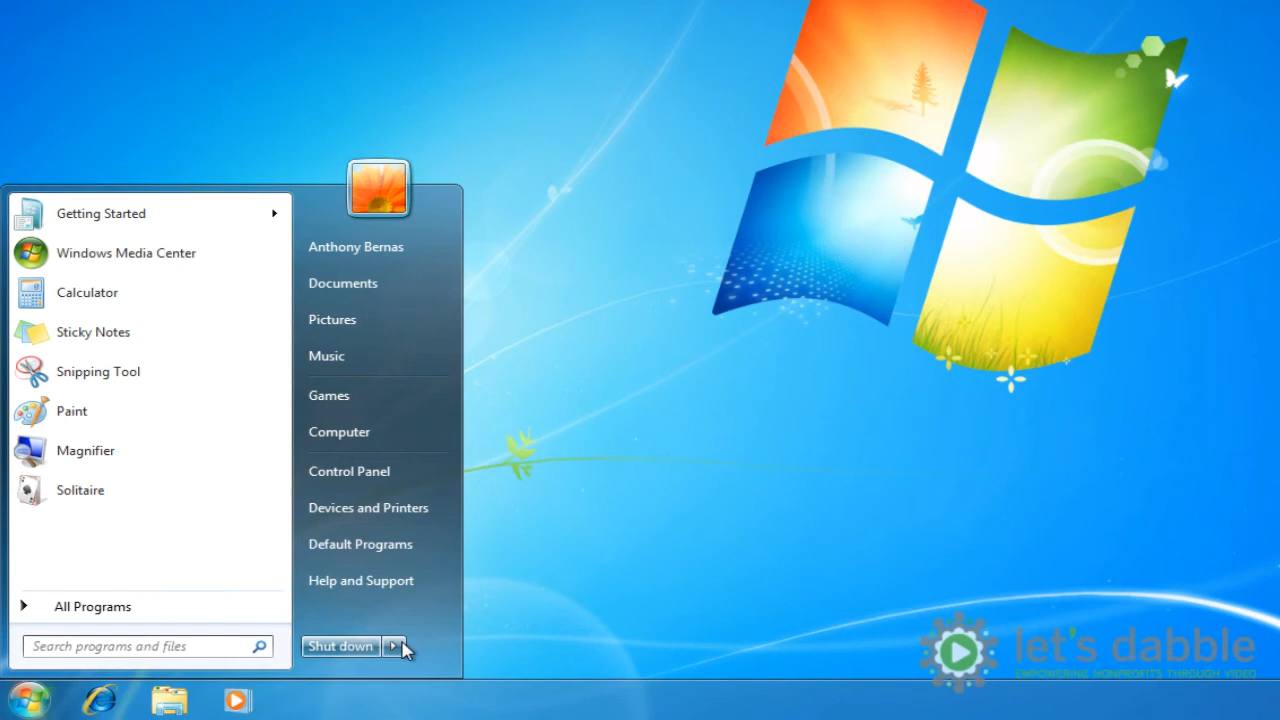 Getting Started
Windows Media Center
Calculator
Sticky Notes
Snipping Tool
Paint
Magnifier
Solitaire
All Programs
Search programs and files
Anthony Bernas
Documents
Pictures
Music
Games
Computer
Control Panel
Devices and Printers
Default Programs
Help and Support
Shut down
let's dabble
EMPOWERING NONPROFITS THROUGH VIDEO